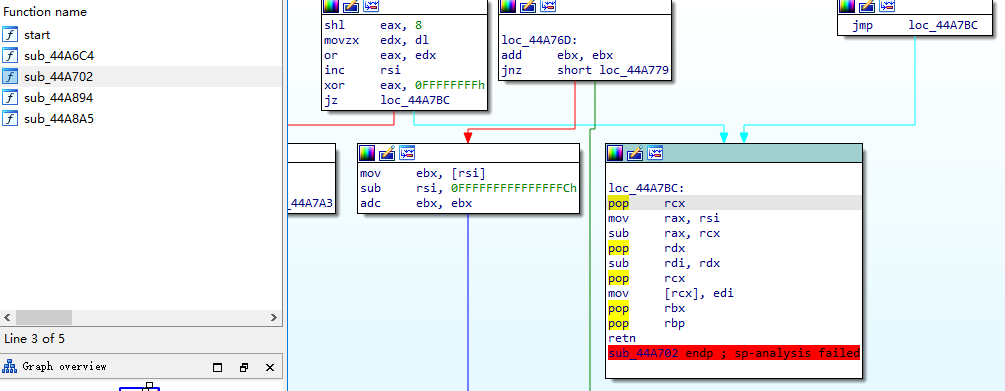 Function name
start
sub_44A6C4
sub_44A702
sub_44A894
sub_44A8A5
Line 3 of 5
Graph overview
shl eax, 8
movzx edx, dl
or eax, edx
inc rsi
xor eax, 0FFFFFFFFh
jz loc_44A7BC
loc_44A76D:
add ebx, ebx
jnz short loc_44A779
jmp loc_44A7BC
_44A7A3
mov ebx, [rsi]
sub rsi, 0FFFFFFFFFFFFFFFCh
adc ebx, ebx
loc_44A7BC:
pop rcx
mov rax, rsi
sub rax, rcx
pop rdx
sub rdi, rdx
pop rcx
mov [rcx], edi
pop rbx
pop rbp
retn
sub_44A702 endp ; sp-analysis failed